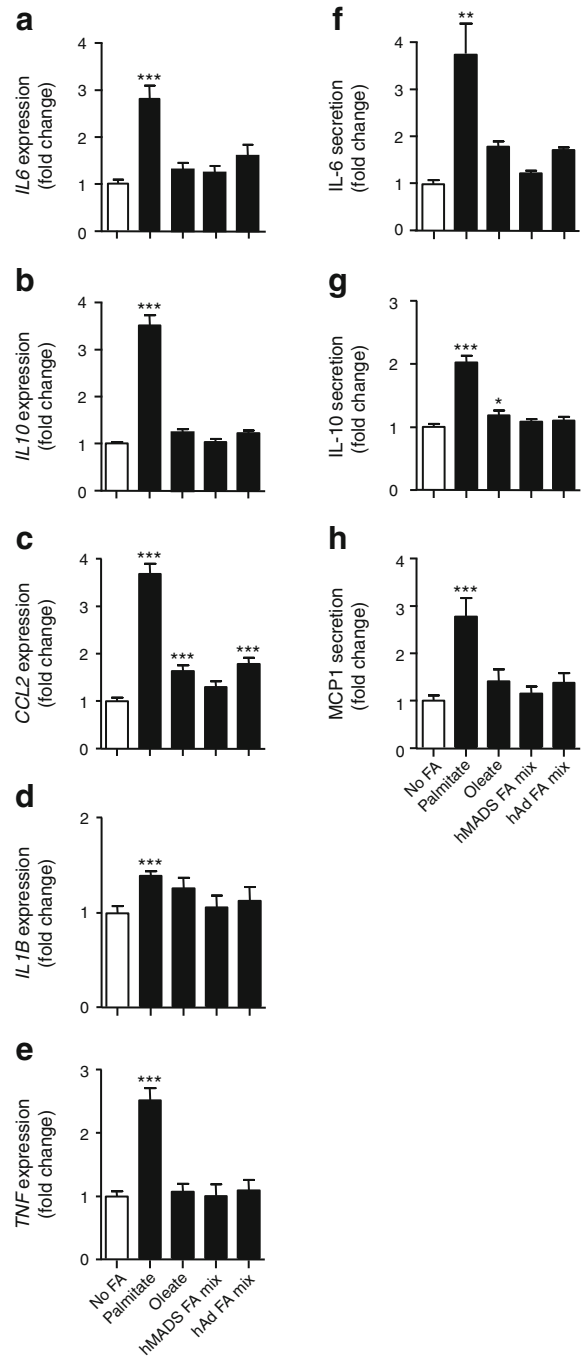 a
IL6 expression
(fold change)
4
3
2
1
0
***
b
IL10 expression
(fold change)
4
3
2
1
0
***
c
CCL2 expression
(fold change)
4
3
2
1
0
***
***
***
d
IL1B expression
(fold change)
2
1
0
***
e
TNF expression
(fold change)
3
2
1
0
***
No FA
Palmitate
Oleate
hMADS FA mix
hAd FA mix
f
IL-6 secretion
(fold change)
4
3
2
1
0
**
g
IL-10 secretion
(fold change)
3
2
1
0
***
*
h
MCP1 secretion
(fold change)
4
3
2
1
0
***
No FA
Palmitate
Oleate
hMADS FA mix
hAd FA mix